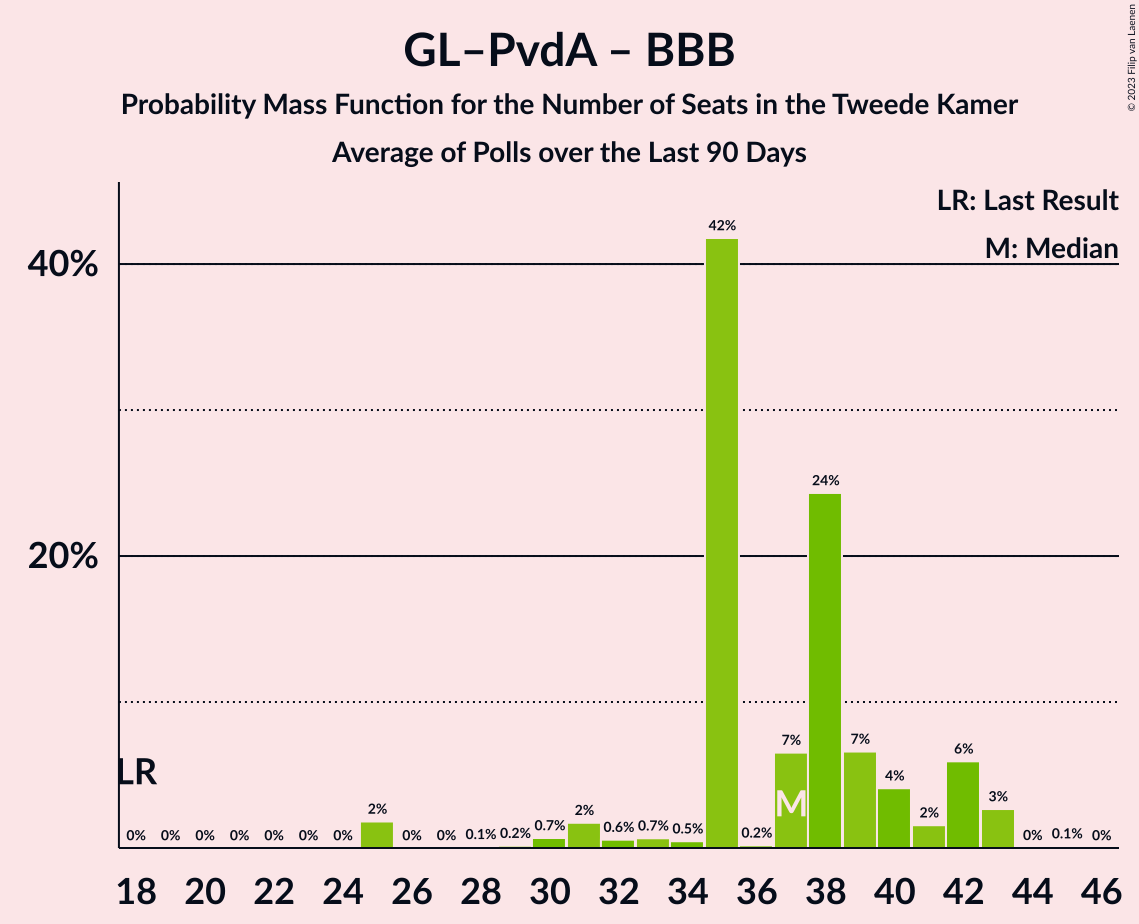 GL–PvdA – BBB
Probability Mass Function for the Number of Seats in the Tweede Kamer
Average of Polls over the Last 90 Days
© 2023 Filip van Laenen
LR: Last Result
M: Median
40%
20%
42%
24%
7%
7%
6%
4%
3%
2%
2%
2%
0% 0% 0% 0% 0% 0% 0% 0% 0% 0.1% 0.2% 0.7% 0.6% 0.7% 0.5% 0.2% 0% 0.1% 0%
LR
M
18 20 22 24 26 28 30 32 34 36 38 40 42 44 46